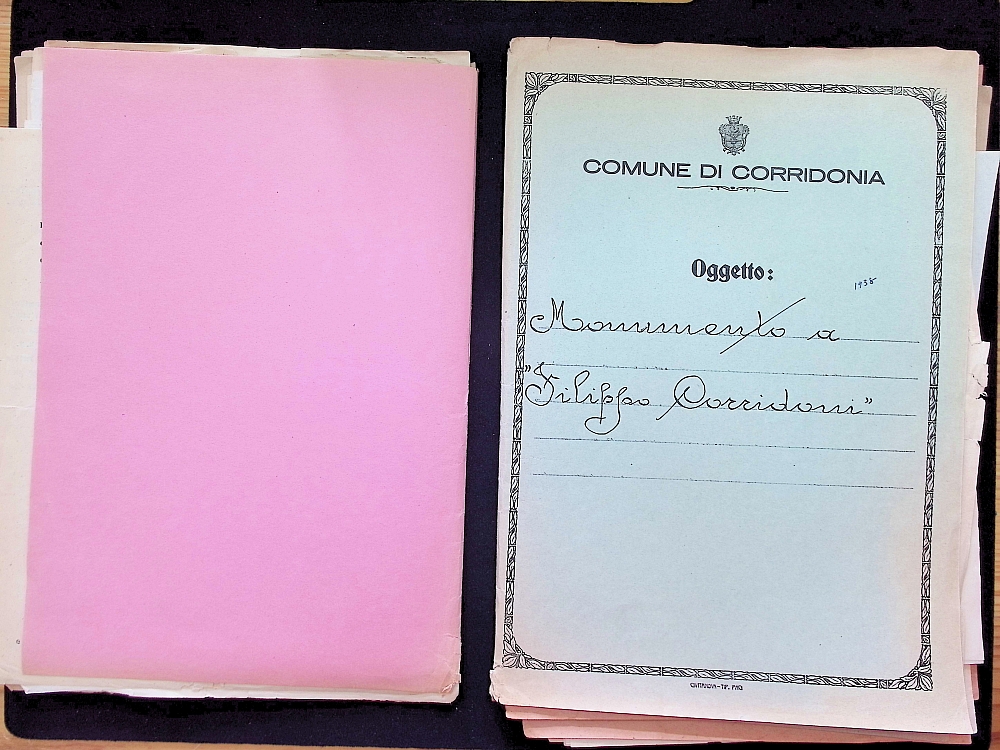 COMUNE DI CORRIDONIA
Oggetto:
1938
Monumento a
"Filippo Corridoni"